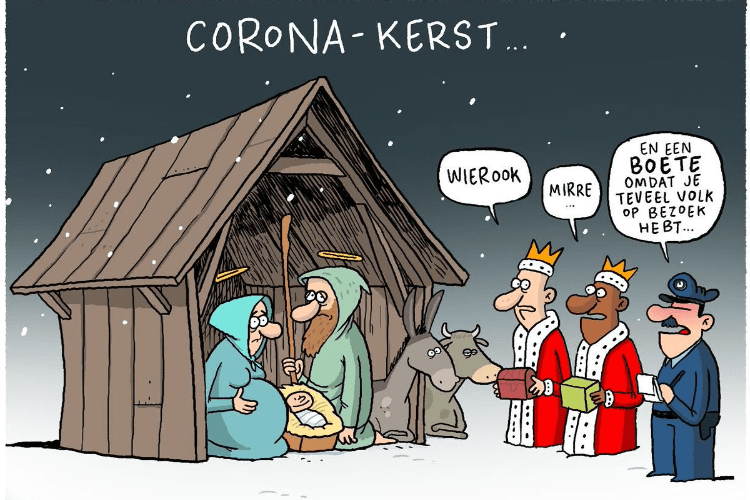 CORONA-KERST...
WIEROOK
MIRRE
...
EN EEN
BOETE
OMDAT JE
TEVEEL VOLK
OP BEZOEK
HEBT...